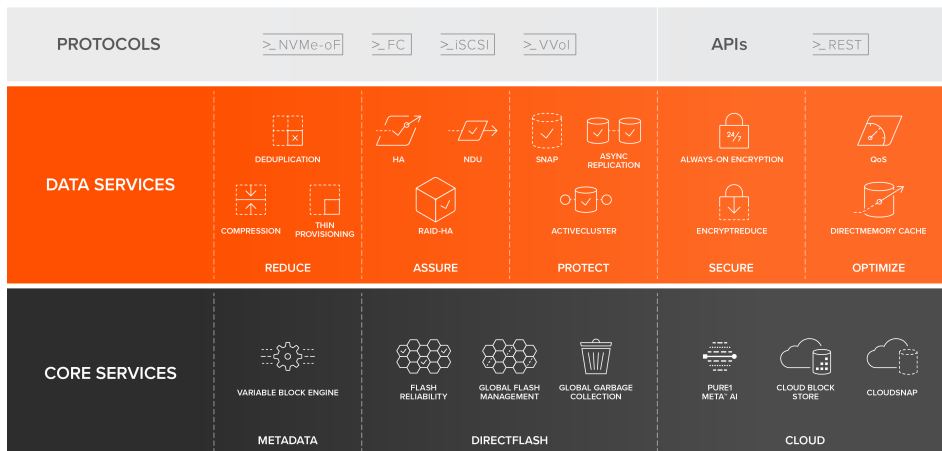 PROTOCOLS
>_NVMe-oF
>_FC
>_iSCSI
>_VVol
APIs
>_REST
DATA SERVICES
DEDUPLICATION
COMPRESSION
THIN
PROVISIONING
REDUCE
HA
NDU
RAID-HA
ASSURE
SNAP
ASYNC
REPLICATION
ACTIVECLUSTER
PROTECT
24/7
ALWAYS-ON ENCRYPTION
ENCRYPTREDUCE
SECURE
QoS
DIRECTMEMORY CACHE
OPTIMIZE
CORE SERVICES
VARIABLE BLOCK ENGINE
METADATA
FLASH
RELIABILITY
GLOBAL FLASH
MANAGEMENT
GLOBAL GARBAGE
COLLECTION
DIRECTFLASH
PURE1
META™ AI
CLOUD BLOCK
STORE
CLOUDSNAP
CLOUD